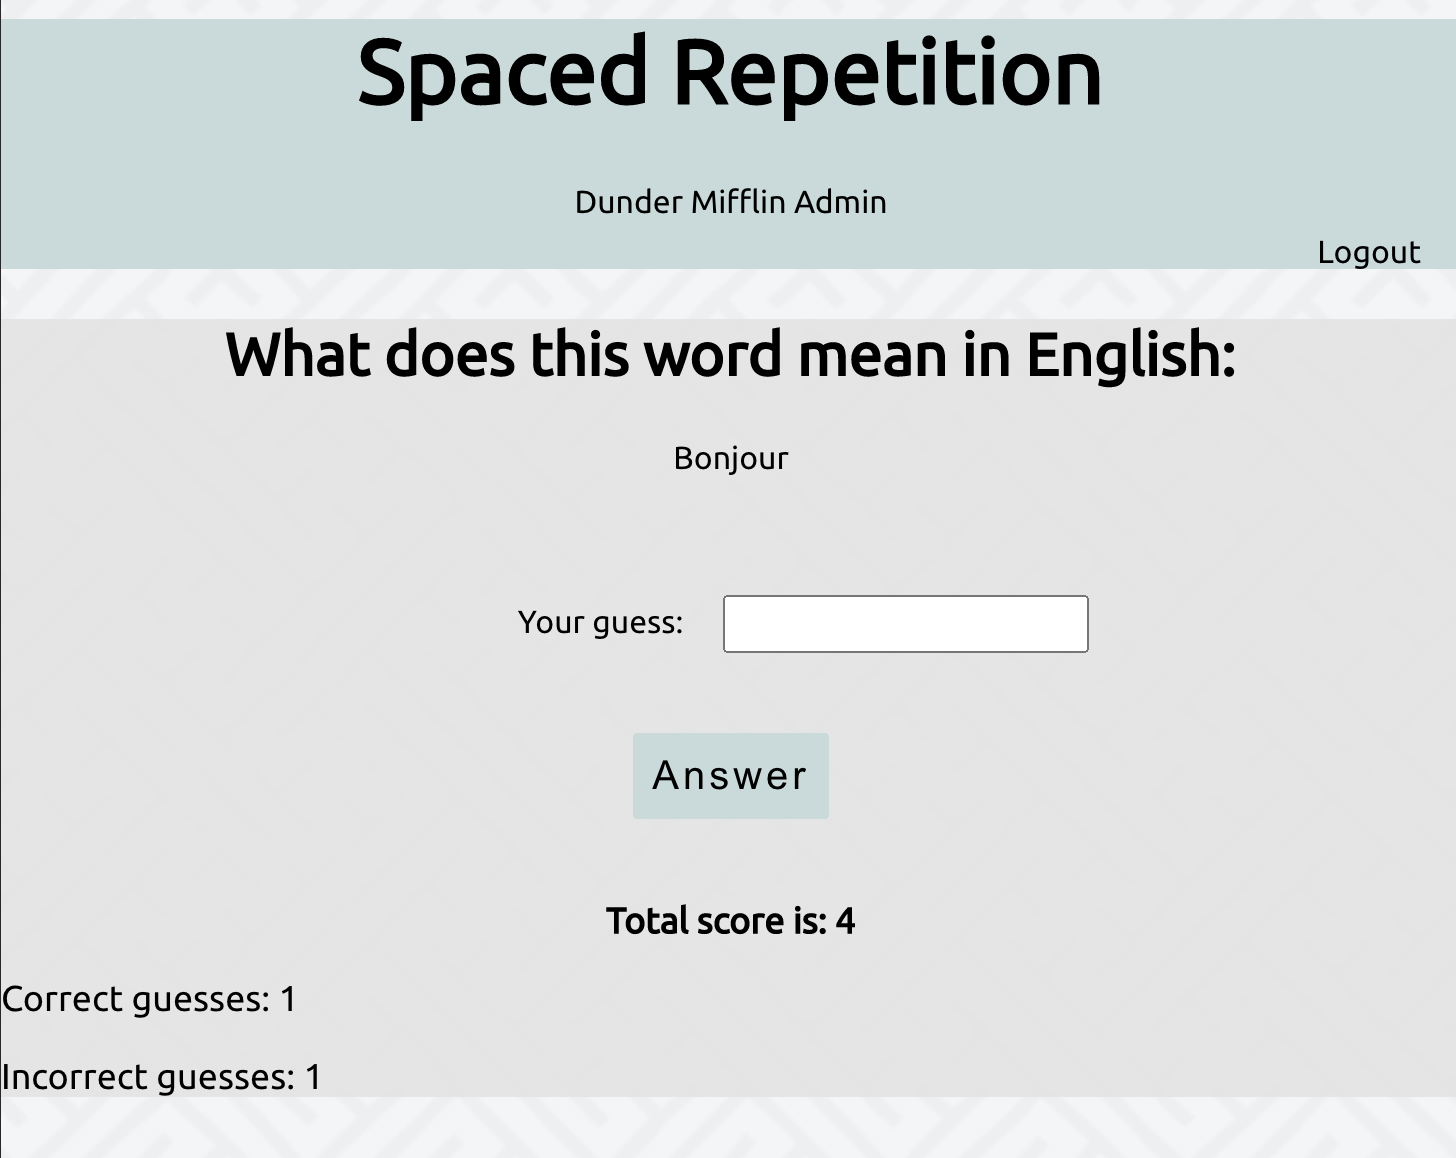 Spaced Repetition
Dunder Mifflin Admin
Logout
What does this word mean in English:
Bonjour
Your guess:
Answer
Total score is: 4
Correct guesses: 1
Incorrect guesses: 1